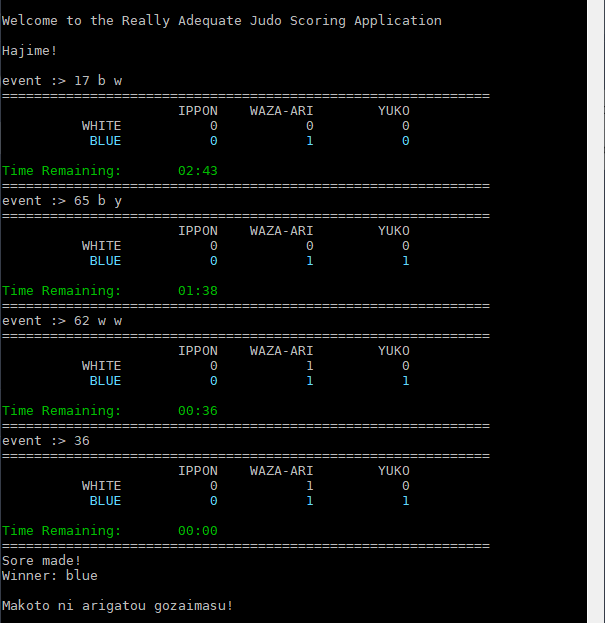 Welcome to the Really Adequate Judo Scoring Application
Hajime!
event :> 17 b w
=============================================================
IPPON WAZA-ARI YUKO
WHITE 0 0 0
BLUE 0 1 0
Time Remaining: 02:43
=============================================================
event :> 65 b y
=============================================================
IPPON WAZA-ARI YUKO
WHITE 0 0 0
BLUE 0 1 1
Time Remaining: 01:38
=============================================================
event :> 62 w w
=============================================================
IPPON WAZA-ARI YUKO
WHITE 0 1 0
BLUE 0 1 1
Time Remaining: 00:36
=============================================================
event :> 36
=============================================================
IPPON WAZA-ARI YUKO
WHITE 0 1 0
BLUE 0 1 1
Time Remaining: 00:00
=============================================================
Sore made!
Winner: blue
Makoto ni arigatou gozaimasu!